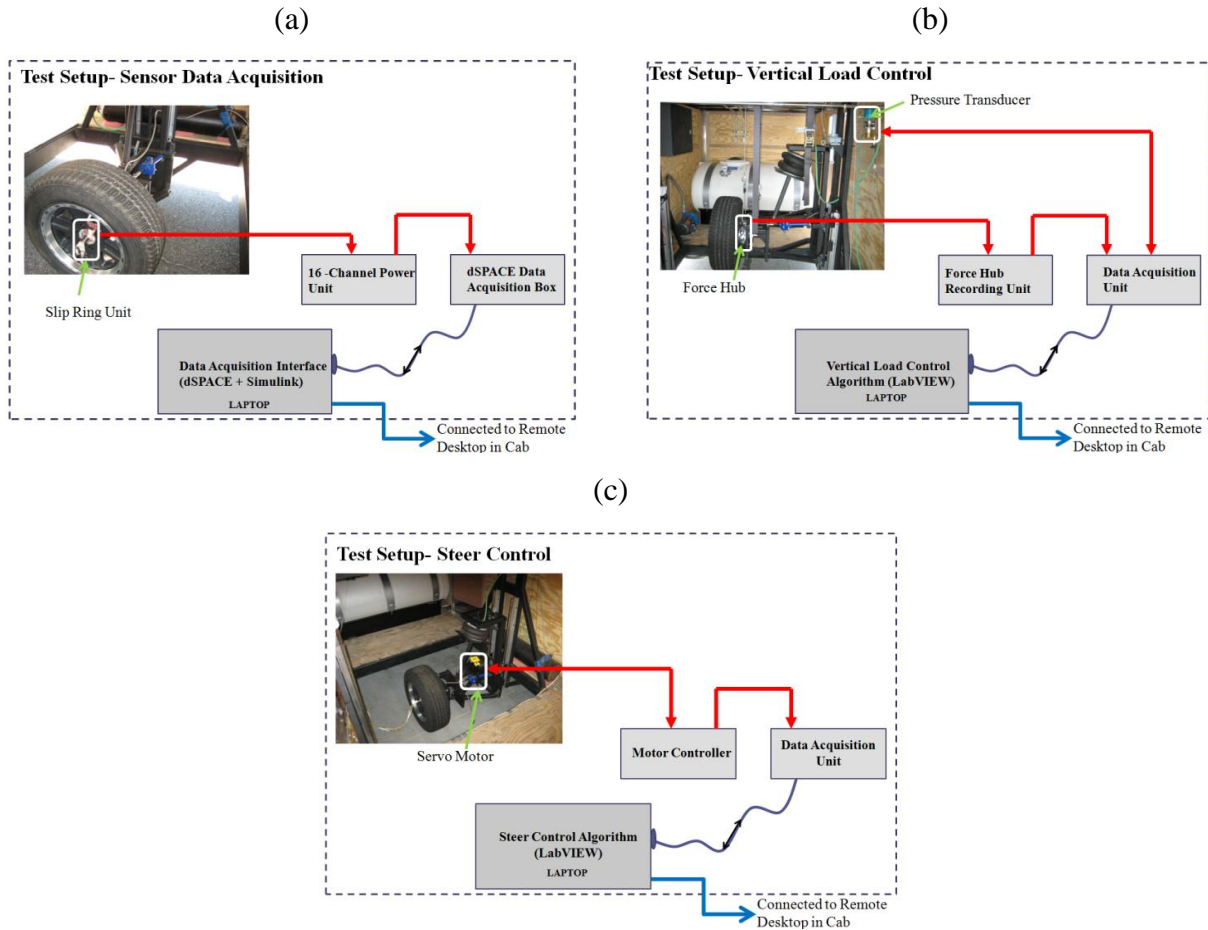 (a)
Test Setup- Sensor Data Acquisition
16 -Channel Power
Unit
dSPACE Data
Acquisition Box
Slip Ring Unit
Data Acquisition Interface
(dSPACE + Simulink)
LAPTOP
Connected to Remote
Desktop in Cab
(b)
Test Setup- Vertical Load Control
Pressure Transducer
Force Hub
Force Hub
Recording Unit
Data Acquisition
Unit
Vertical Load Control
Algorithm (LabVIEW)
LAPTOP
Connected to Remote
Desktop in Cab
(c)
Test Setup- Steer Control
Servo Motor
Motor Controller
Data Acquisition
Unit
Steer Control Algorithm
(LabVIEW)
LAPTOP
Connected to Remote
Desktop in Cab